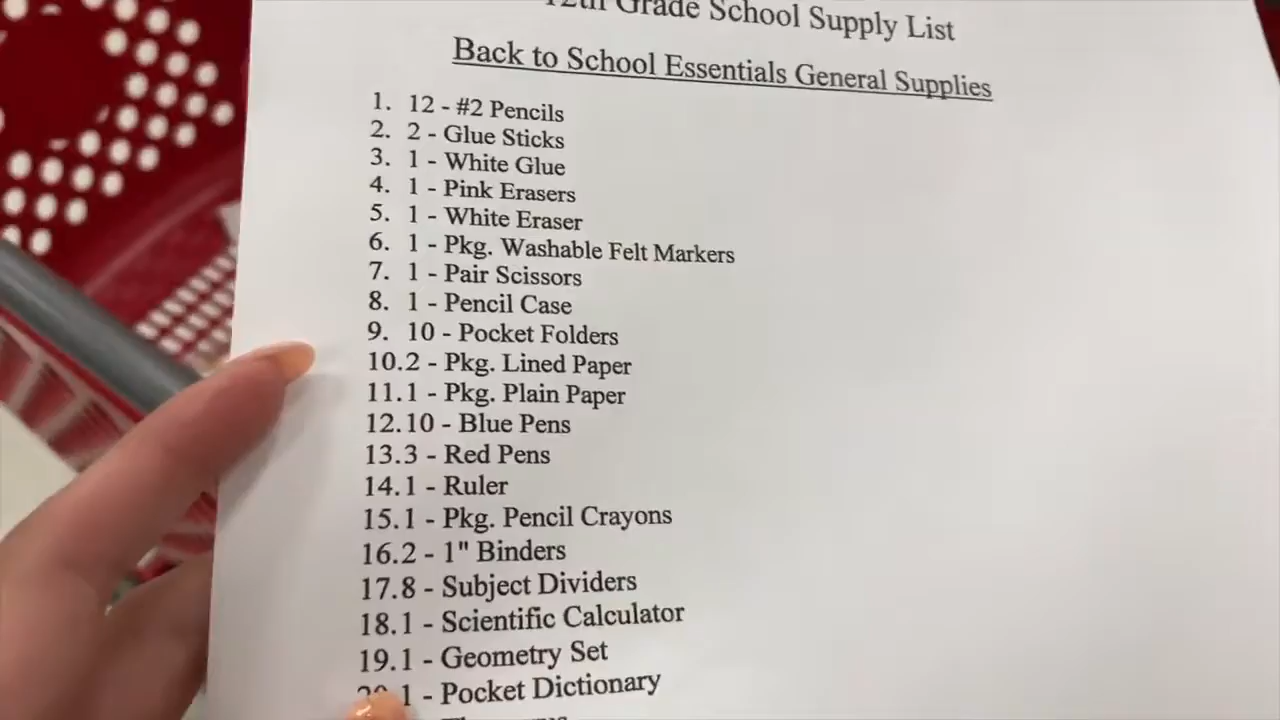 12th Grade School Supply List
Back to School Essentials General Supplies
1. 12 - #2 Pencils
2. 2 - Glue Sticks
3. 1 - White Glue
4. 1 - Pink Erasers
5. 1 - White Eraser
6. 1 - Pkg. Washable Felt Markers
7. 1 - Pair Scissors
8. 1 - Pencil Case
9. 10 - Pocket Folders
10.2 - Pkg. Lined Paper
11.1 - Pkg. Plain Paper
12.10 - Blue Pens
13.3 - Red Pens
14.1 - Ruler
15.1 - Pkg. Pencil Crayons
16.2 - 1" Binders
17.8 - Subject Dividers
18.1 - Scientific Calculator
19.1 - Geometry Set
20.1 - Pocket Dictionary